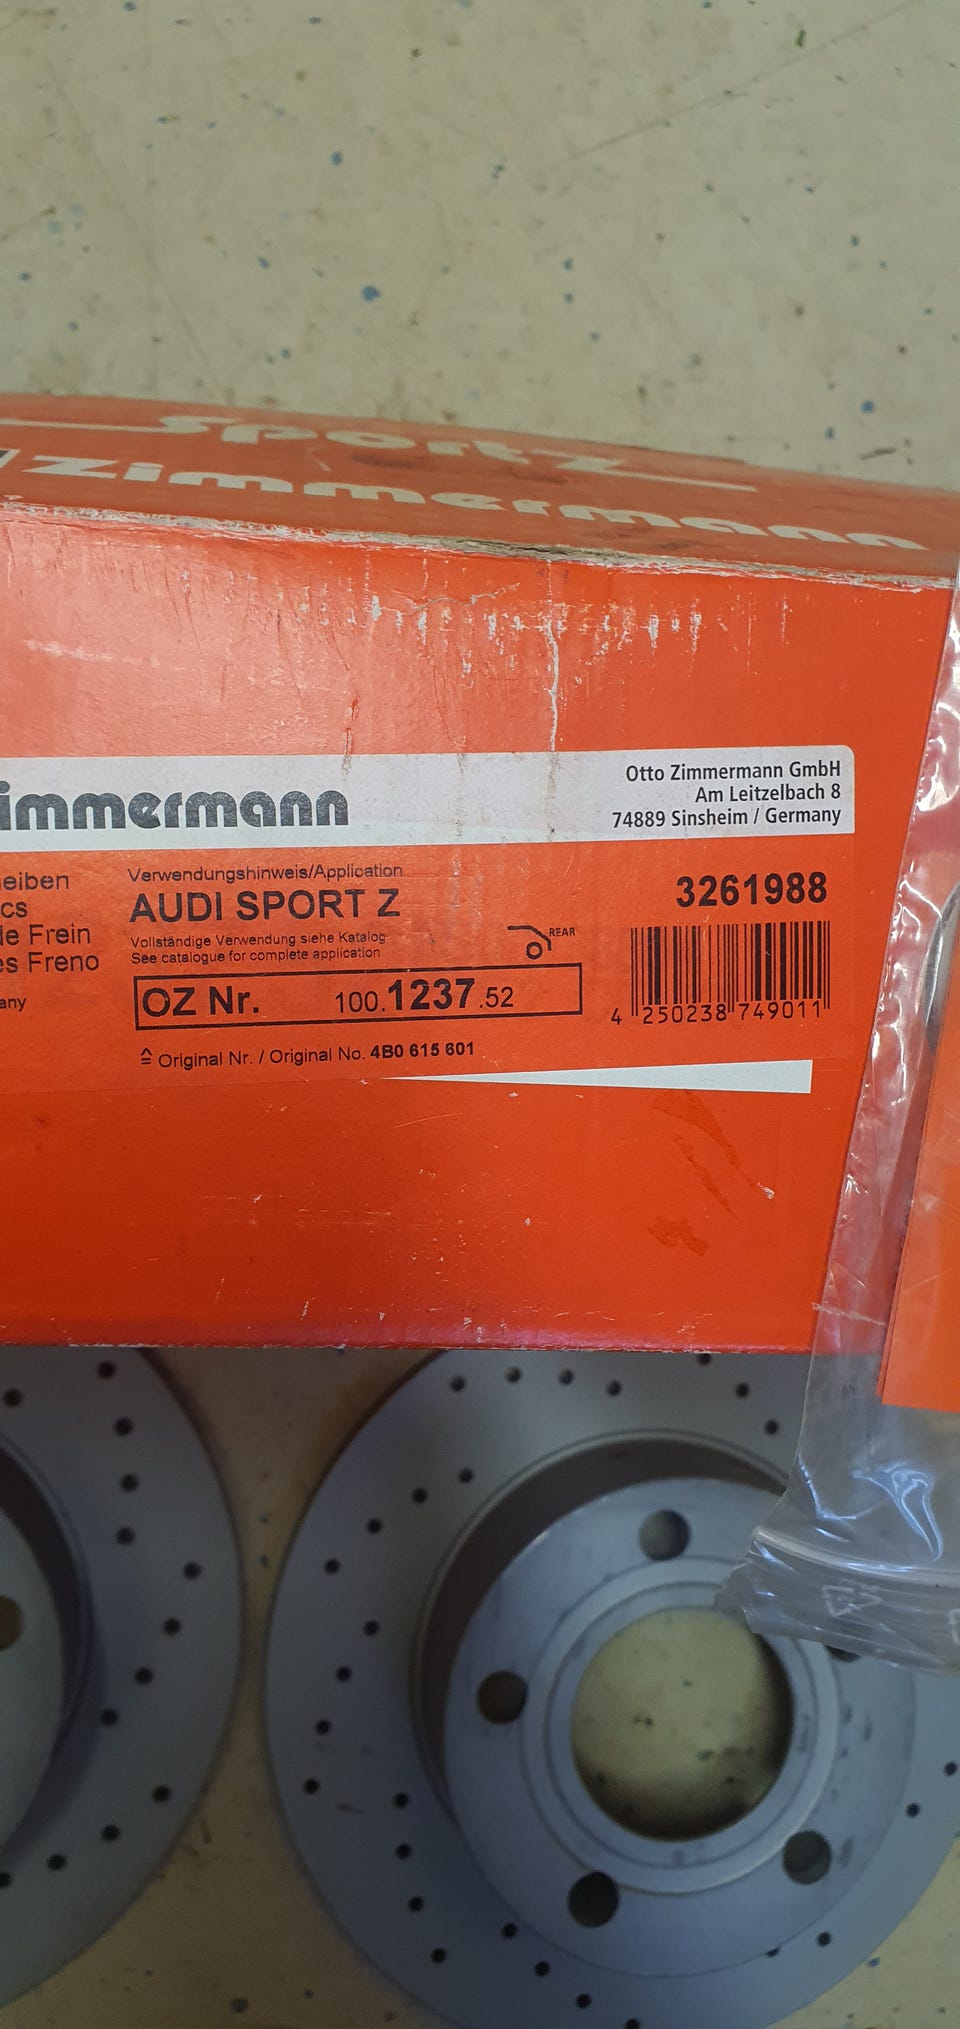 Sport Z
Zimmermann
immermann
Otto Zimmermann GmbH
Am Leitzelbach 8
74889 Sinsheim / Germany
eiben
cs
de Frein
es Freno
any
Verwendungshinweis/Application
AUDI SPORT Z
Vollständige Verwendung siehe Katalog
See catalogue for complete application
REAR
OZ Nr. 100.1237.52
≙ Original Nr. / Original No. 4B0 615 601
3261988
4 250238 749011